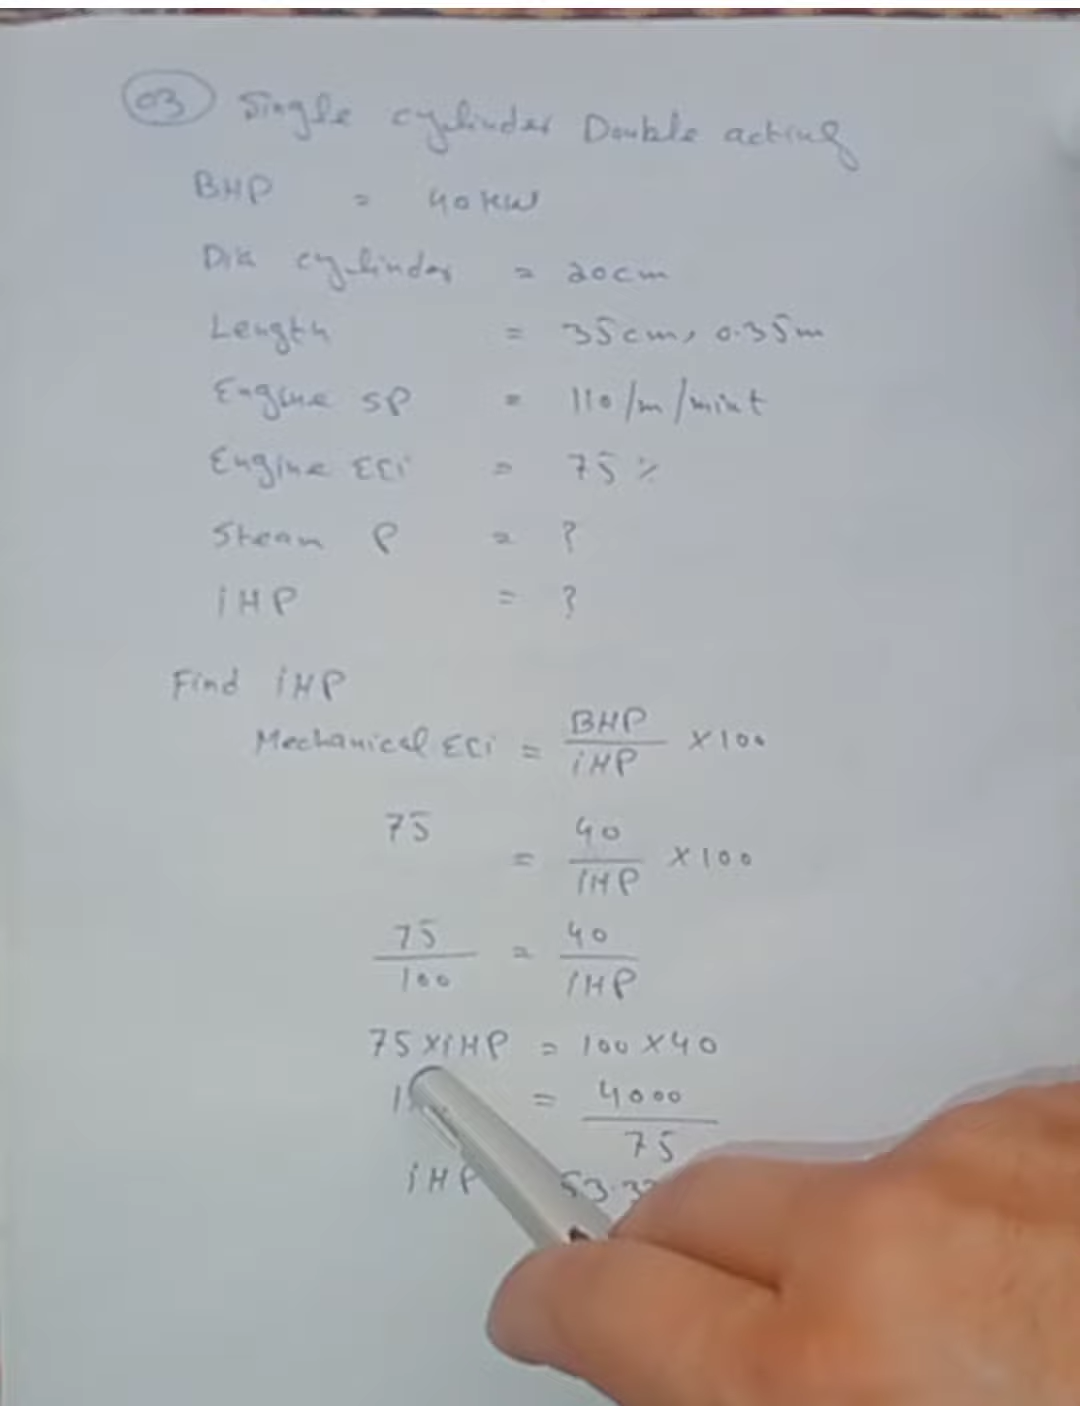 03 Single cylinder Double acting
BHP = 40 KW
Dia cylinder = 20cm
Length = 35cm, 0.35m
Engine SP = 110/m/mint
Engine Eci = 75 %
Steam P = ?
iHP = ?
Find iHP
Mechanical Eci = BHP / iHP × 100
75 = 40 / iHP × 100
75 / 100 = 40 / iHP
75 × iHP = 100 × 40
= 4000 / 75
iHP 53.33